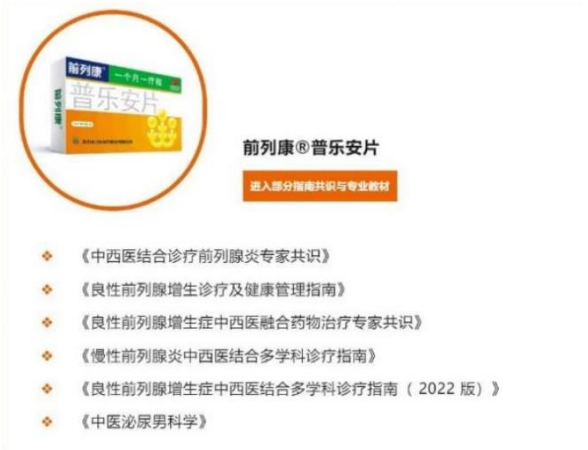 前列康
一个月一疗程
普乐安片
前列康®普乐安片
进入部分指南共识与专业教材
《中西医结合诊疗前列腺炎专家共识》
《良性前列腺增生诊疗及健康管理指南》
《良性前列腺增生症中西医融合药物治疗专家共识》
《慢性前列腺炎中西医结合多学科诊疗指南》
《良性前列腺增生症中西医结合多学科诊疗指南（ 2022 版）》
《中医泌尿男科学》